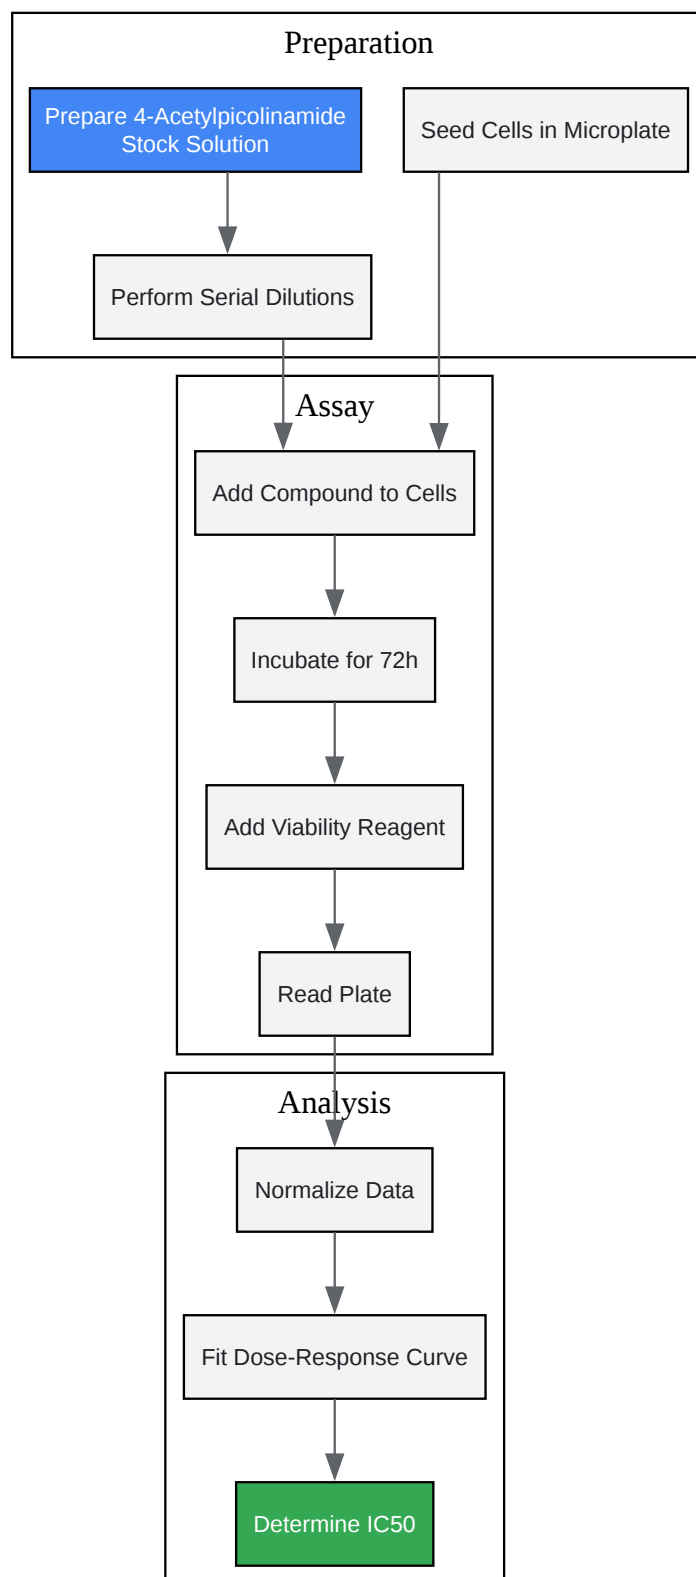 Preparation
Prepare 4-Acetylpicolinamide
Stock Solution
Seed Cells in Microplate
Perform Serial Dilutions
Assay
Add Compound to Cells
Incubate for 72h
Add Viability Reagent
Read Plate
Analysis
Normalize Data
Fit Dose-Response Curve
Determine IC50